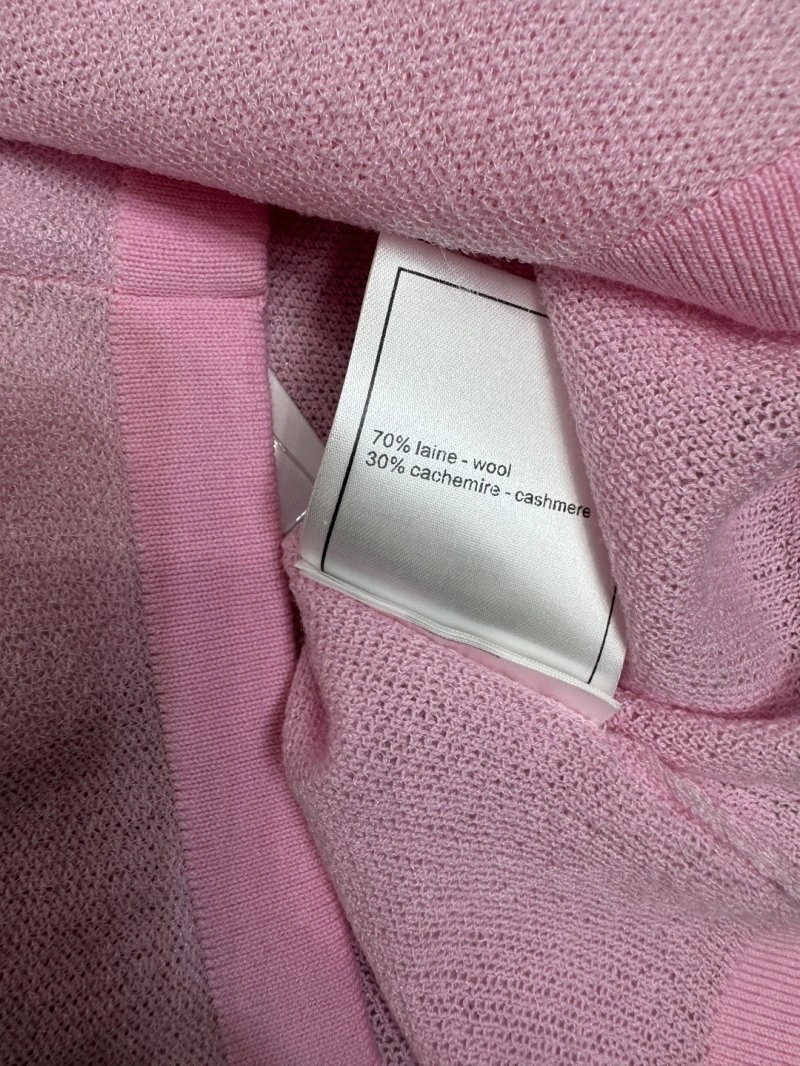 70% laine - wool
30% cachemire - cashmere